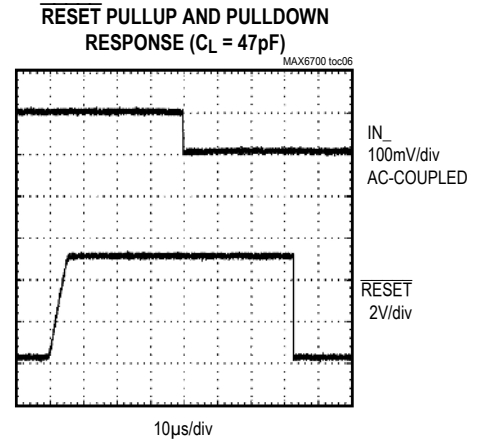 RESET PULLUP AND PULLDOWN
RESPONSE (CL = 47pF)
MAX6700 toc06
IN_
100mV/div
AC-COUPLED
RESET
2V/div
10µs/div